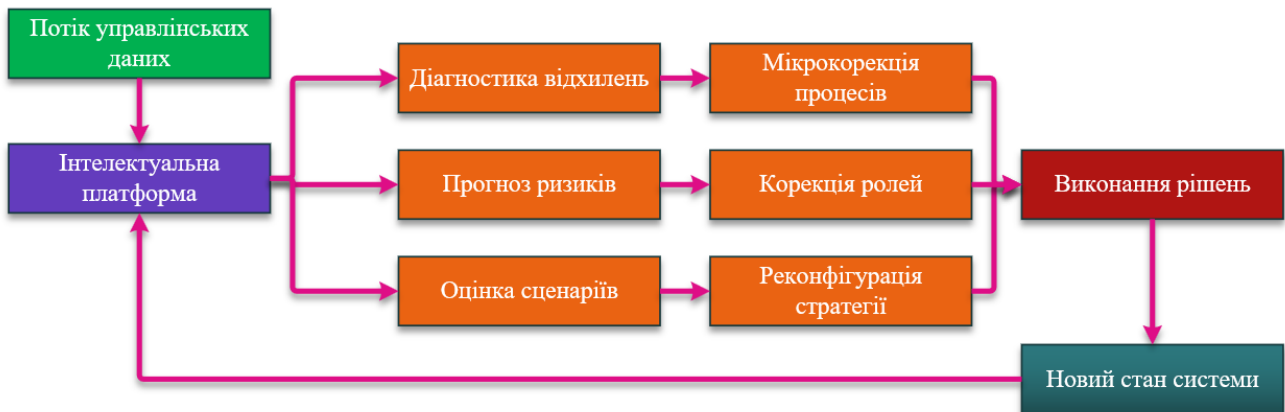 Потік управлінських
даних
Інтелектуальна
платформа
Діагностика відхилень
Мікрокорекція
процесів
Прогноз ризиків
Корекція ролей
Оцінка сценаріїв
Реконфігурація
стратегії
Виконання рішень
Новий стан системи